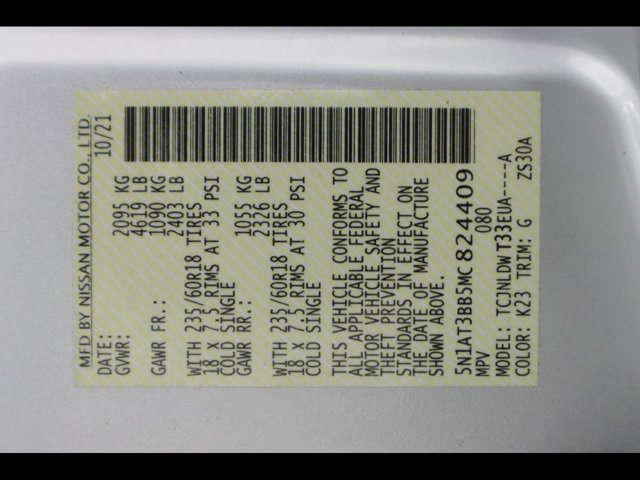 MFD BY NISSAN MOTOR CO., LTD.
DATE: 10/21
GVWR: 2095 KG
4619 LB
GAWR FR.: 1090 KG
2403 LB
WITH 235/60R18 TIRES
18 x 7.5 RIMS AT 33 PSI
COLD SINGLE
GAWR RR.: 1055 KG
2326 LB
WITH 235/60R18 TIRES
18 x 7.5 RIMS AT 30 PSI
COLD SINGLE
THIS VEHICLE CONFORMS TO
ALL APPLICABLE FEDERAL
MOTOR VEHICLE SAFETY AND
THEFT PREVENTION
STANDARDS IN EFFECT ON
THE DATE OF MANUFACTURE
SHOWN ABOVE.
5N1AT3BB5MC824409
MPV 080
MODEL: TCJNLDWT33EUA----A
COLOR: K23 TRIM: G ZS30A